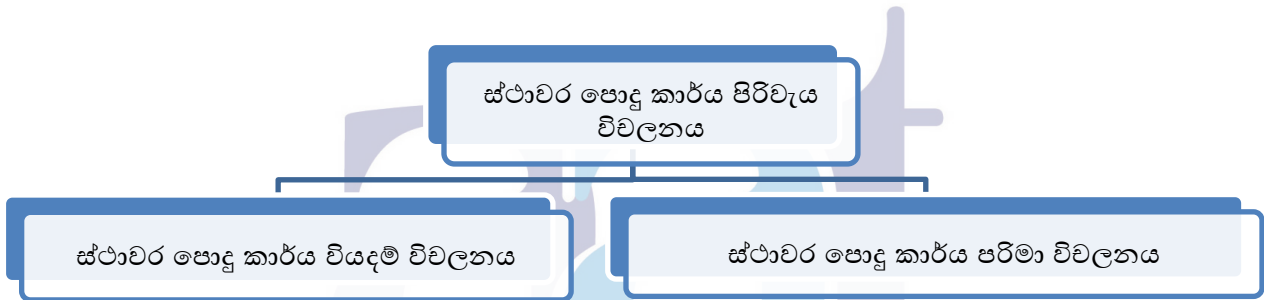 ස්ථාවර පොදු කාර්ය පිරිවැය
විචලනය
ස්ථාවර පොදු කාර්ය වියදම් විචලනය
ස්ථාවර පොදු කාර්ය පරිමා විචලනය